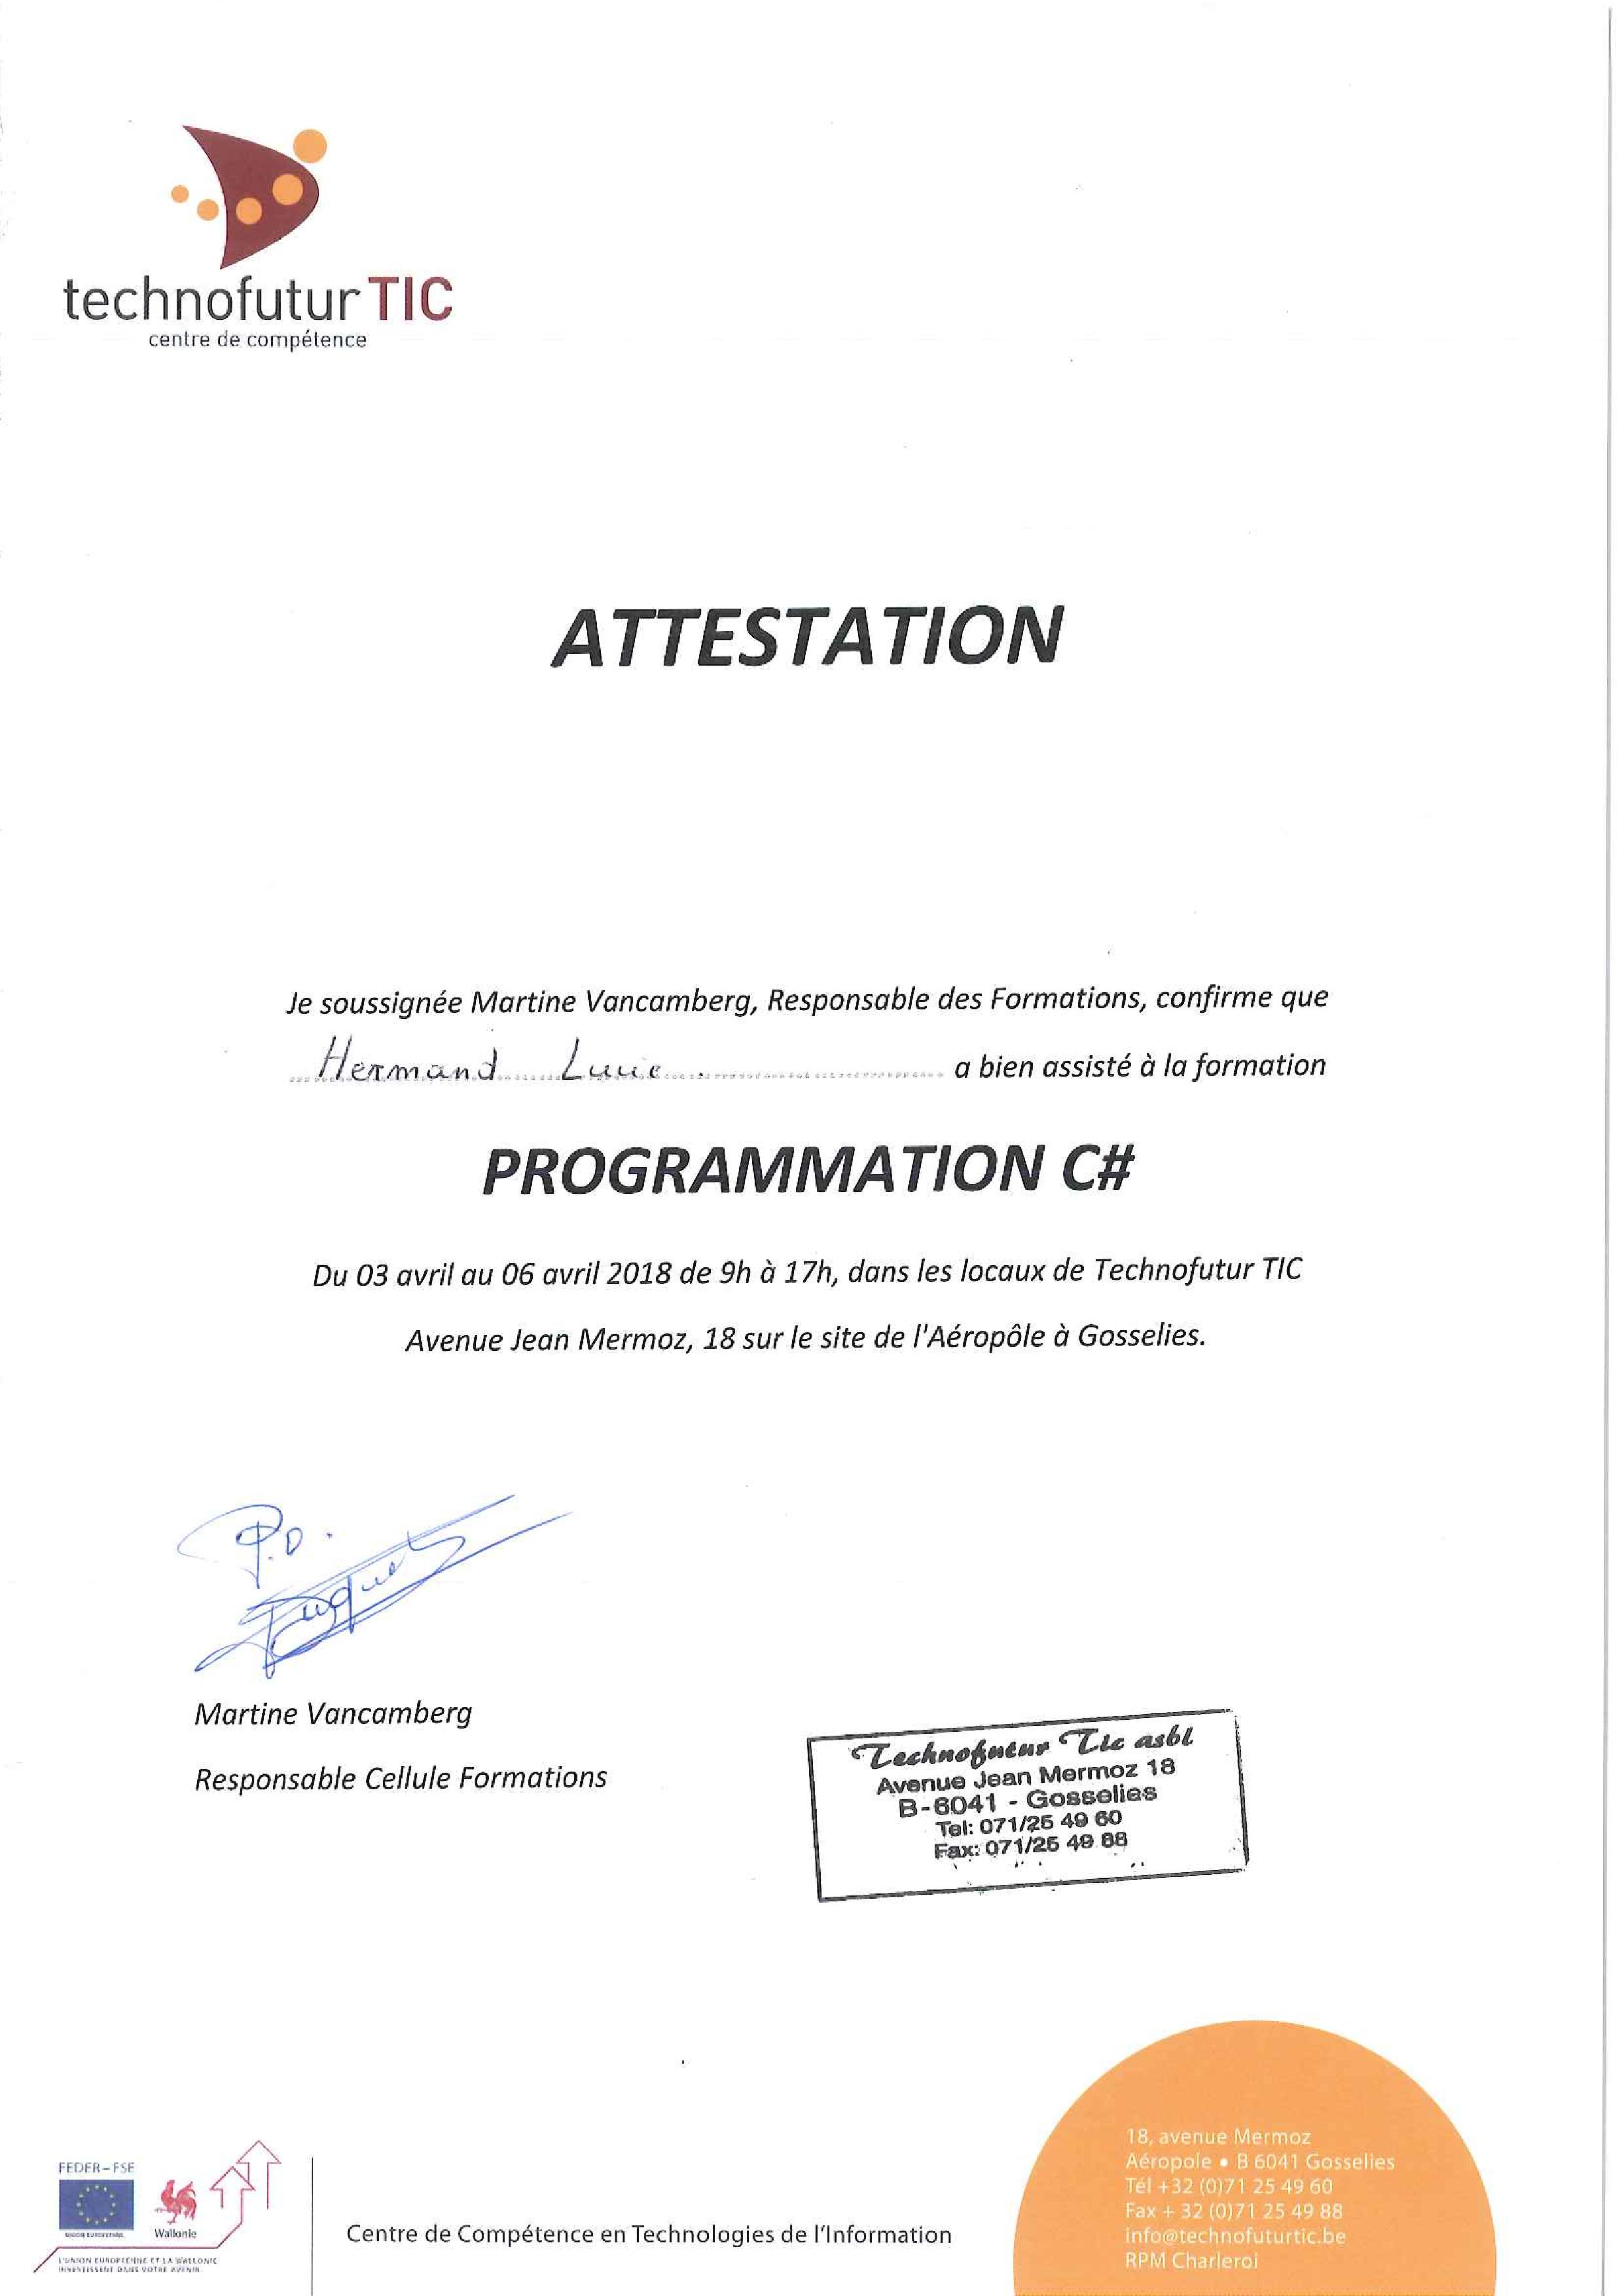 technofutur TIC
centre de compétence
ATTESTATION
Je soussignée Martine Vancamberg, Responsable des Formations, confirme que
Hermand Lucie a bien assisté à la formation
PROGRAMMATION C#
Du 03 avril au 06 avril 2018 de 9h à 17h, dans les locaux de Technofutur TIC
Avenue Jean Mermoz, 18 sur le site de l'Aéropôle à Gosselies.
P.O.
Martine Vancamberg
Responsable Cellule Formations
Technofutur Tic asbl
Avenue Jean Mermoz 18
B-6041 - Gosselies
Tel: 071/25 49 60
Fax: 071/25 49 88
18, avenue Mermoz
Aéropole • B 6041 Gosselies
Tél +32 (0)71 25 49 60
Fax + 32 (0)71 25 49 88
info@technofuturtic.be
RPM Charleroi
FEDER-FSE
UNION EUROPEENNE
Wallonie
L'UNION EUROPEENNE ET LA WALLONIE
INVESTISSENT DANS VOTRE AVENIR
Centre de Compétence en Technologies de l'Information